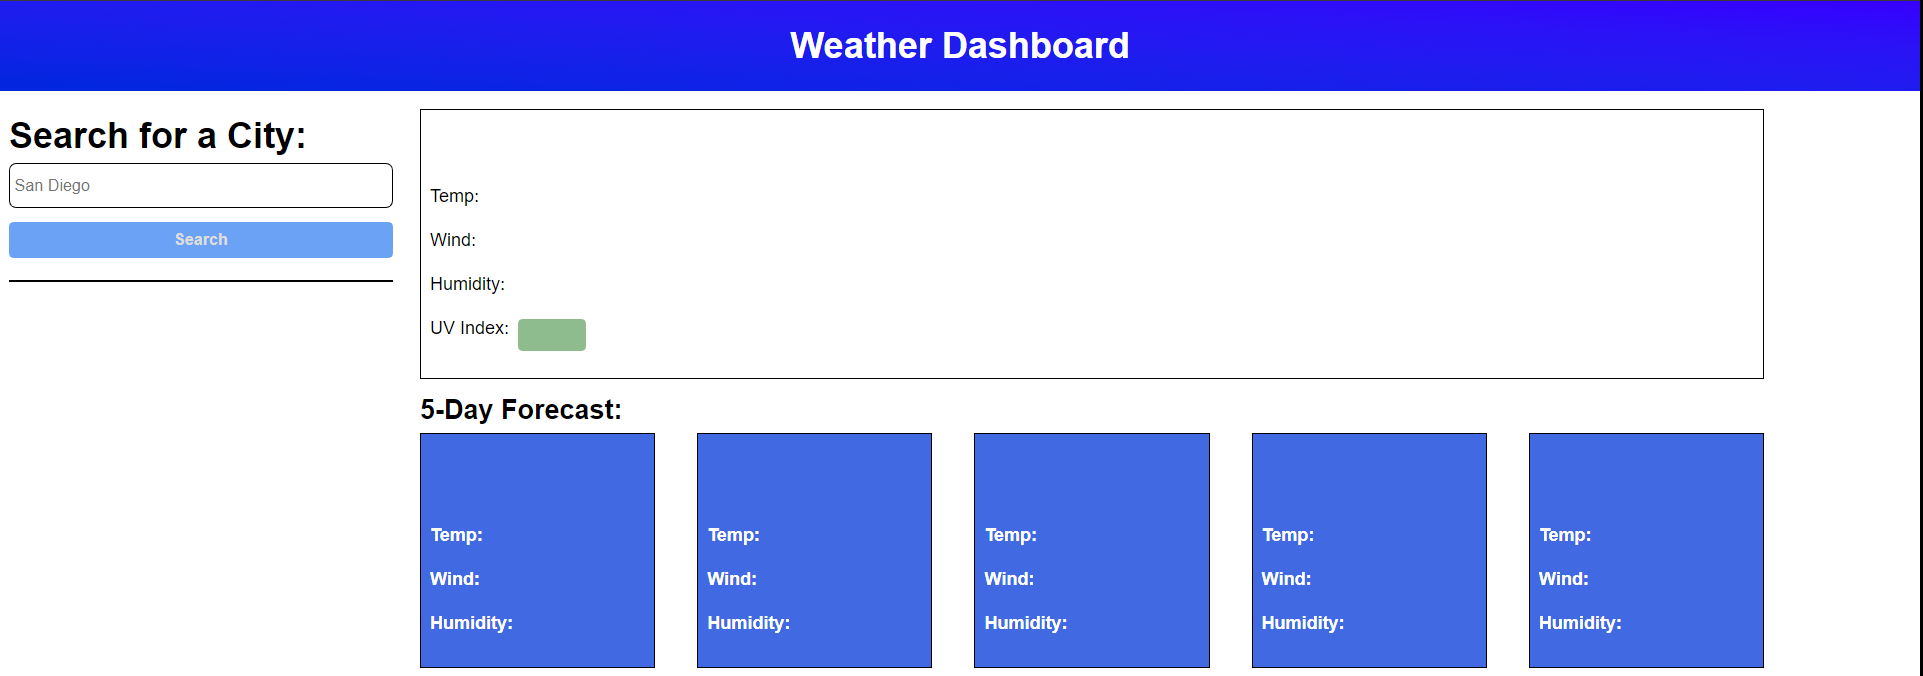 Weather Dashboard
Search for a City:
San Diego
Search
Temp:
Wind:
Humidity:
UV Index:
5-Day Forecast:
Temp:
Wind:
Humidity:
Temp:
Wind:
Humidity:
Temp:
Wind:
Humidity:
Temp:
Wind:
Humidity:
Temp:
Wind:
Humidity: